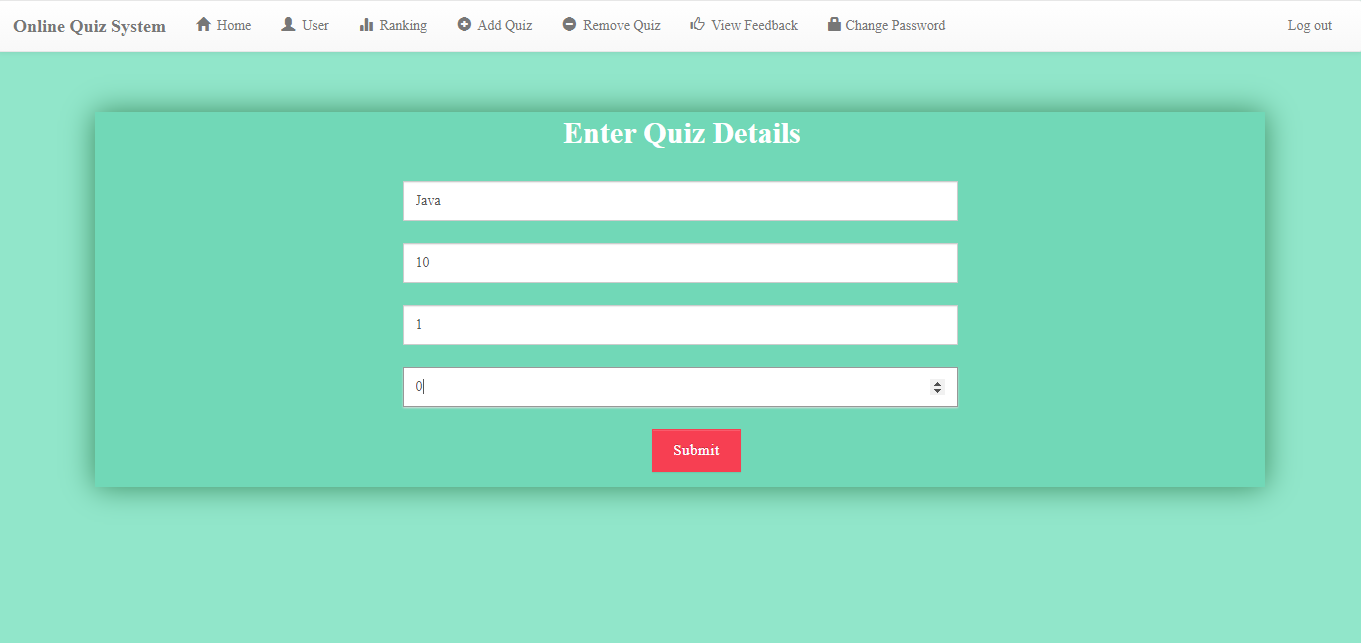 Online Quiz System Home User Ranking Add Quiz Remove Quiz View Feedback Change Password Log out
Enter Quiz Details
Java
10
1
0
Submit